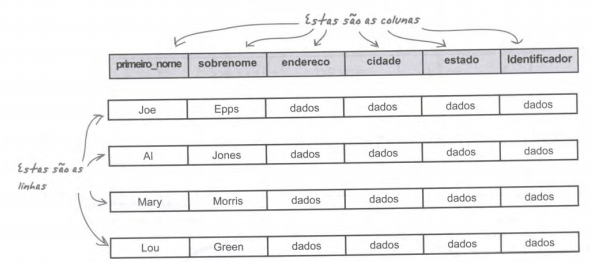 Estas são as colunas
primeiro_nome sobrenome endereco cidade estado Identificador
Joe Epps dados dados dados dados
Al Jones dados dados dados dados
Estas são as
linhas
Mary Morris dados dados dados dados
Lou Green dados dados dados dados